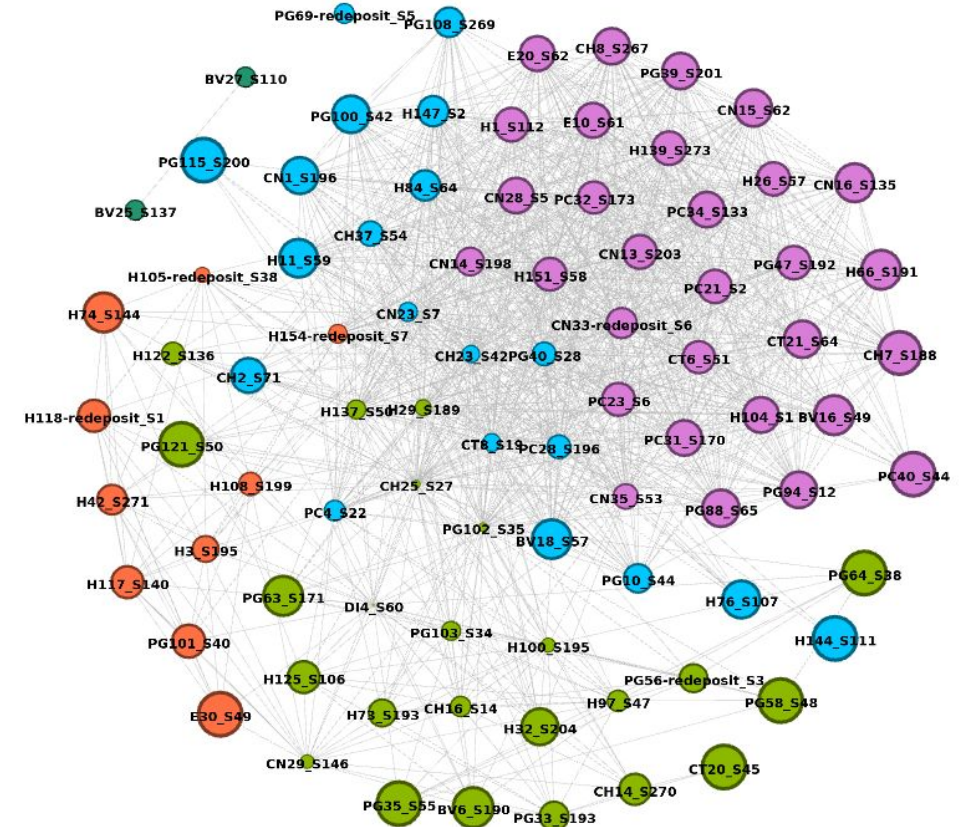 PG69-redeposit_S5
PG108_S269
E20_S62
CH8_S267
PG39_S201
BV27_S110
CN15_S62
PG100_S42
H147_S2
H1_S112
E10_S61
H139_S273
PG115_S200
CN1_S196
H84_S64
CN28_S5
PC32_S173
H26_S57
CN16_S135
BV25_S137
PC34_S133
CH37_S54
H11_S59
CN14_S198
CN13_S203
PG47_S192
H66_S191
H105-redeposit_S38
H151_S58
PC21_S2
H74_S144
CN23_S7
CN33-redeposit_S6
H154-redeposit_S7
CT21_S64
H122_S136
CH23_S42
PG40_S28
CT6_S51
CH7_S188
CH2_S71
H118-redeposit_S1
H137_S50
H29_S189
PC23_S6
H104_S1
BV16_S49
PG121_S50
CT8_S19
PC28_S196
PC31_S170
PC40_S44
H42_S271
H108_S199
CH25_S27
CN35_S53
PG94_S12
PC4_S22
PG88_S65
PG102_S35
BV18_S57
H3_S195
H117_S140
PG10_S44
PG64_S38
PG63_S171
DI4_S60
H76_S107
PG101_S40
PG103_S34
H100_S195
H144_S111
H125_S106
PG56-redeposit_S3
E30_S49
H73_S193
CH16_S14
H97_S47
PG58_S48
H32_S204
CN29_S146
CT20_S45
PG35_S55
BV6_S190
CH14_S270
PG33_S193